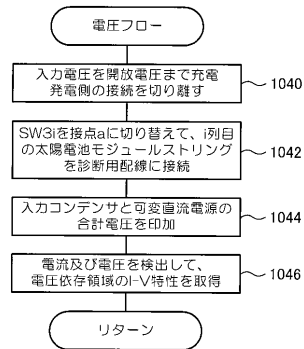 電圧フロー
入力電圧を開放電圧まで充電
発電側の接続を切り離す
1040
SW3iを接点aに切り替えて、i列目
の太陽電池モジュールストリング
を診断用配線に接続
1042
入力コンデンサと可変直流電源の
合計電圧を印加
1044
電流及び電圧を検出して、
電圧依存領域のI-V特性を取得
1046
リターン